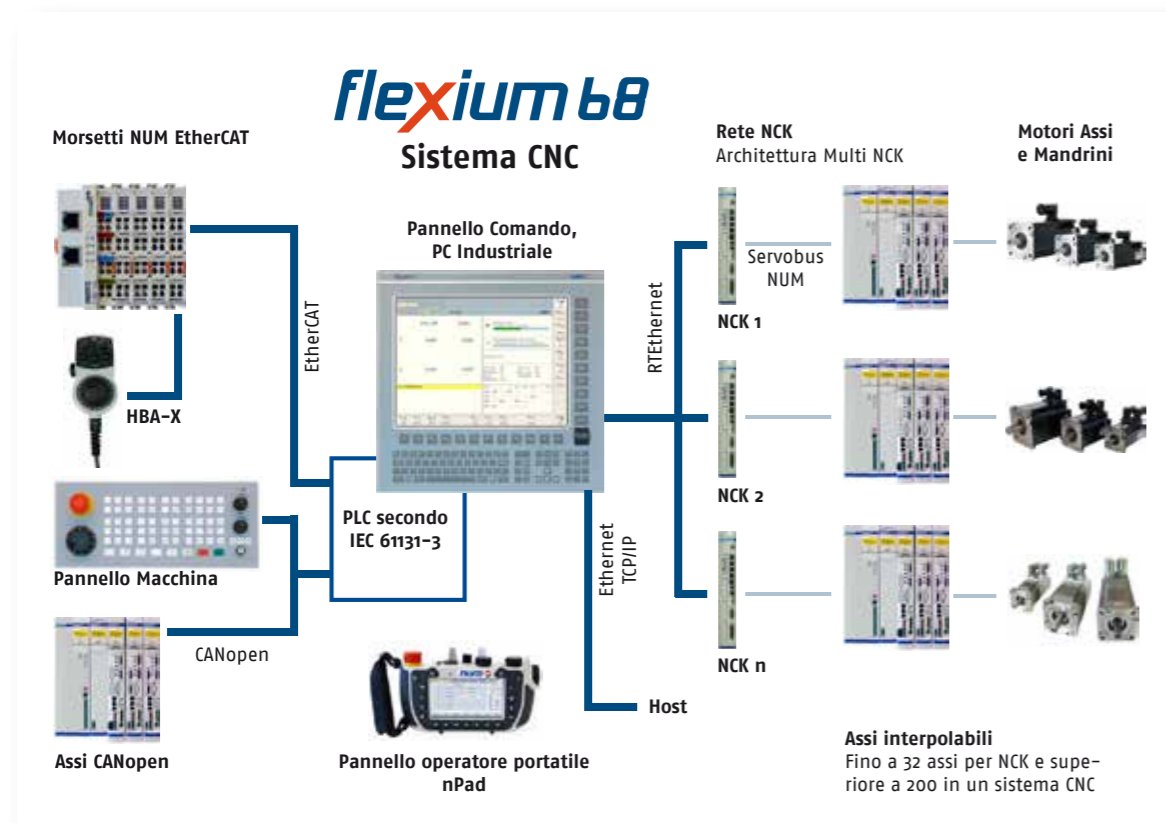 flexium 68
Sistema CNC
Morsetti NUM EtherCAT
Rete NCK
Architettura Multi NCK
Motori Assi
e Mandrini
Pannello Comando,
PC Industriale
EtherCAT
HBA-X
RTEthernet
Servobus
NUM
NCK 1
NCK 2
PLC secondo
IEC 61131-3
Pannello Macchina
Ethernet
TCP/IP
CANopen
NCK n
Host
Assi CANopen
num
Pannello operatore portatile
nPad
Assi interpolabili
Fino a 32 assi per NCK e supe-
riore a 200 in un sistema CNC